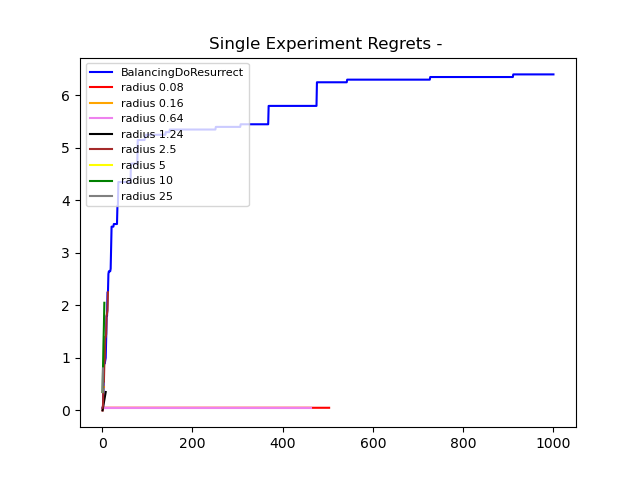 Single Experiment Regrets -
BalancingDoResurrect
radius 0.08
radius 0.16
radius 0.64
radius 1.24
radius 2.5
radius 5
radius 10
radius 25
6
5
4
3
2
1
0
0 200 400 600 800 1000